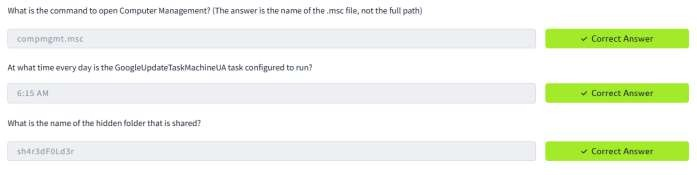 What is the command to open Computer Management? (The answer is the name of the .msc file, not the full path)
compmgmt.msc
✓ Correct Answer
At what time every day is the GoogleUpdateTaskMachineUA task configured to run?
6:15 AM
✓ Correct Answer
What is the name of the hidden folder that is shared?
sh4r3dF0Ld3r
✓ Correct Answer